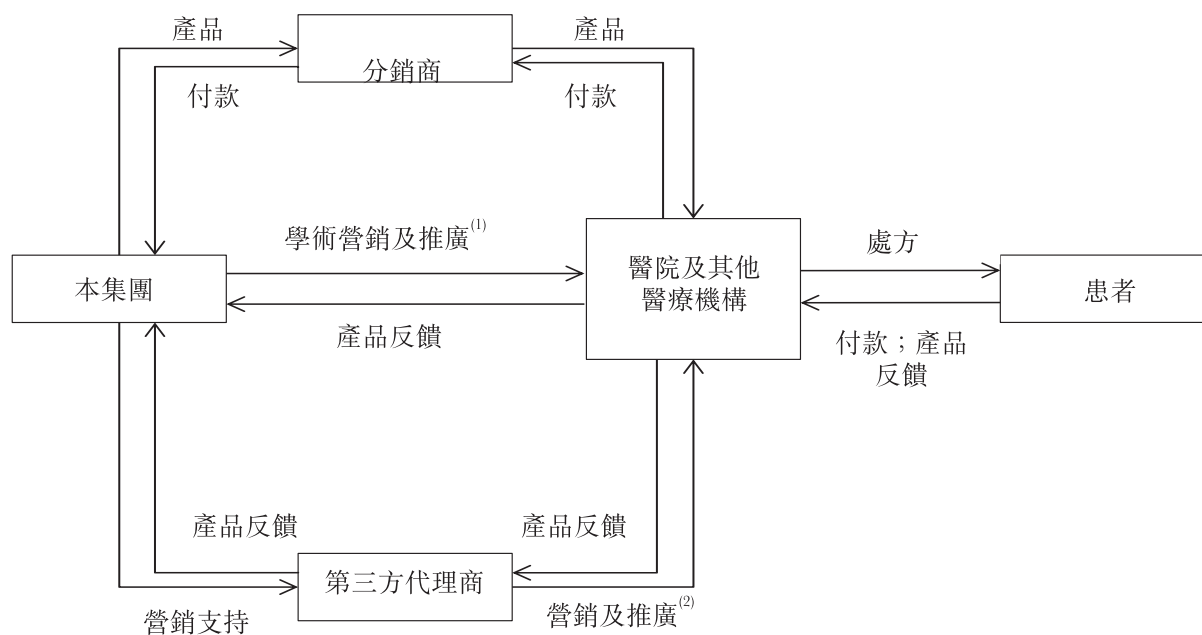 產品
產品
分銷商
付款
付款
學術營銷及推廣(1)
處方
醫院及其他
醫療機構
本集團
患者
產品反饋
付款；產品
反饋
產品反饋
產品反饋
第三方代理商
營銷支持
營銷及推廣(2)